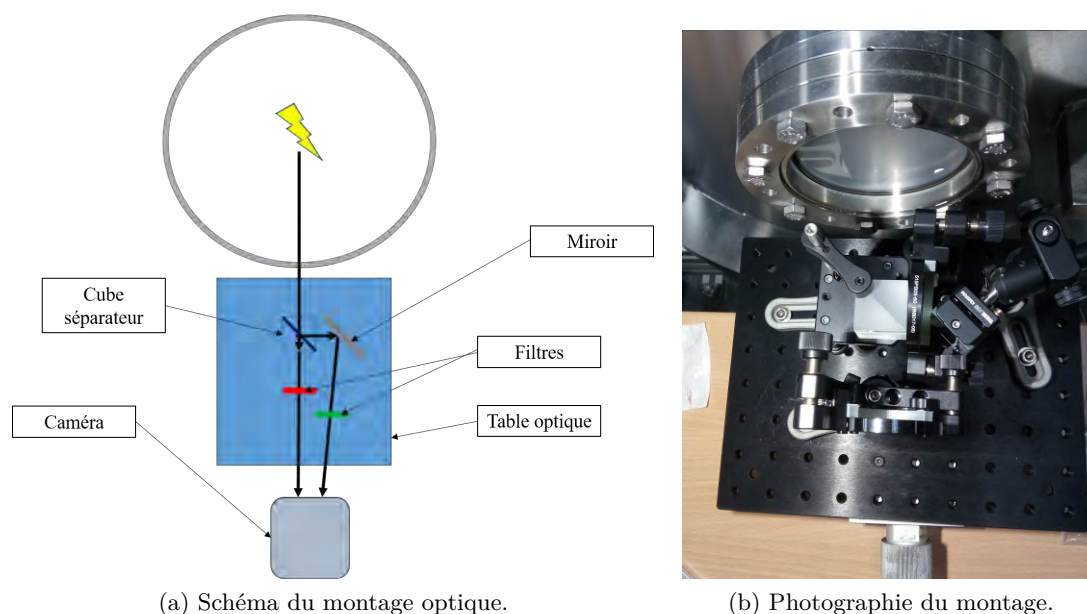 Miroir
Cube
séparateur
Filtres
Caméra
Table optique
(a) Schéma du montage optique.
(b) Photographie du montage.